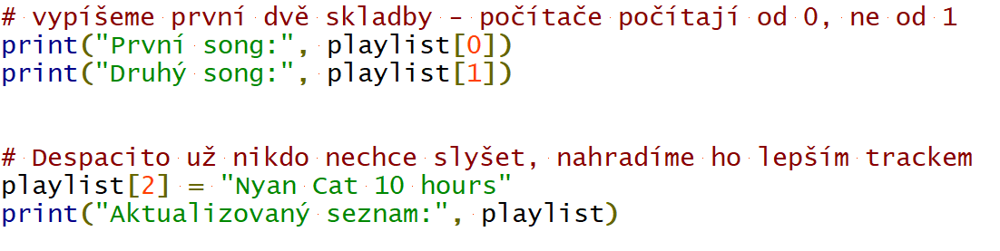 # vypíšeme první dvě skladby - počítače počítají od 0, ne od 1
print("První song:", playlist[0])
print("Druhý song:", playlist[1])
# Despacito už nikdo nechce slyšet, nahradíme ho lepším trackem
playlist[2] = "Nyan Cat 10 hours"
print("Aktualizovaný seznam:", playlist)